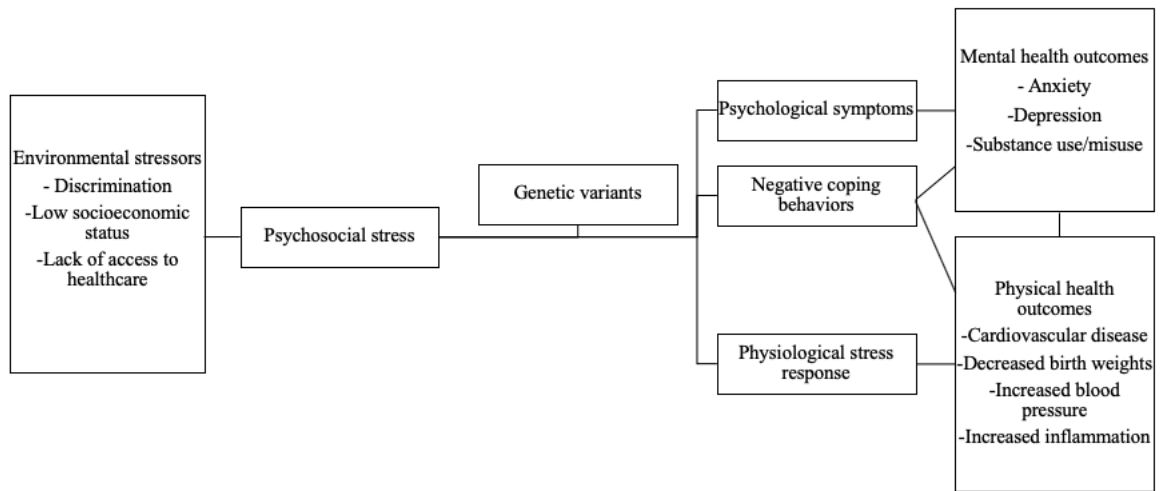 Environmental stressors
- Discrimination
-Low socioeconomic
status
-Lack of access to
healthcare
Psychosocial stress
Genetic variants
Psychological symptoms
Negative coping
behaviors
Physiological stress
response
Mental health outcomes
- Anxiety
-Depression
-Substance use/misuse
Physical health
outcomes
-Cardiovascular disease
-Decreased birth weights
-Increased blood
pressure
-Increased inflammation